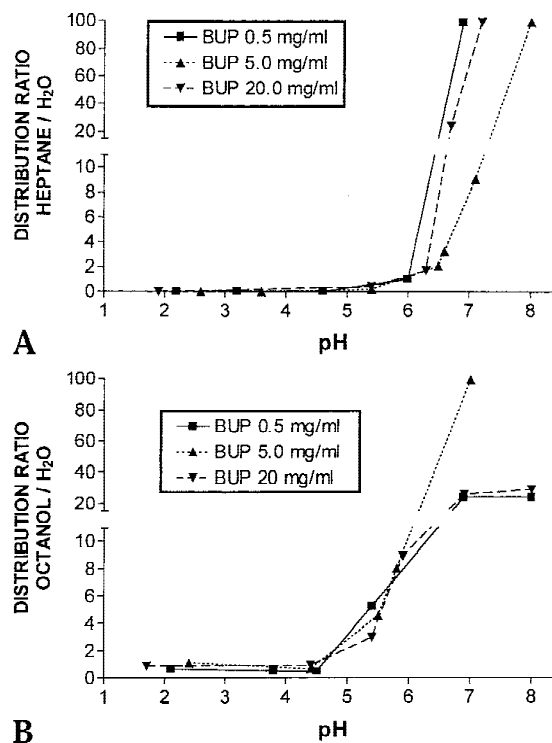 DISTRIBUTION RATIO
HEPTANE / H₂O
100
80
60
40
20
10
8
6
4
2
0
BUP 0.5 mg/ml
BUP 5.0 mg/ml
BUP 20.0 mg/ml
1 2 3 4 5 6 7 8
pH
A
DISTRIBUTION RATIO
OCTANOL / H₂O
100
80
60
40
20
10
8
6
4
2
0
BUP 0.5 mg/ml
BUP 5.0 mg/ml
BUP 20 mg/ml
1 2 3 4 5 6 7 8
pH
B